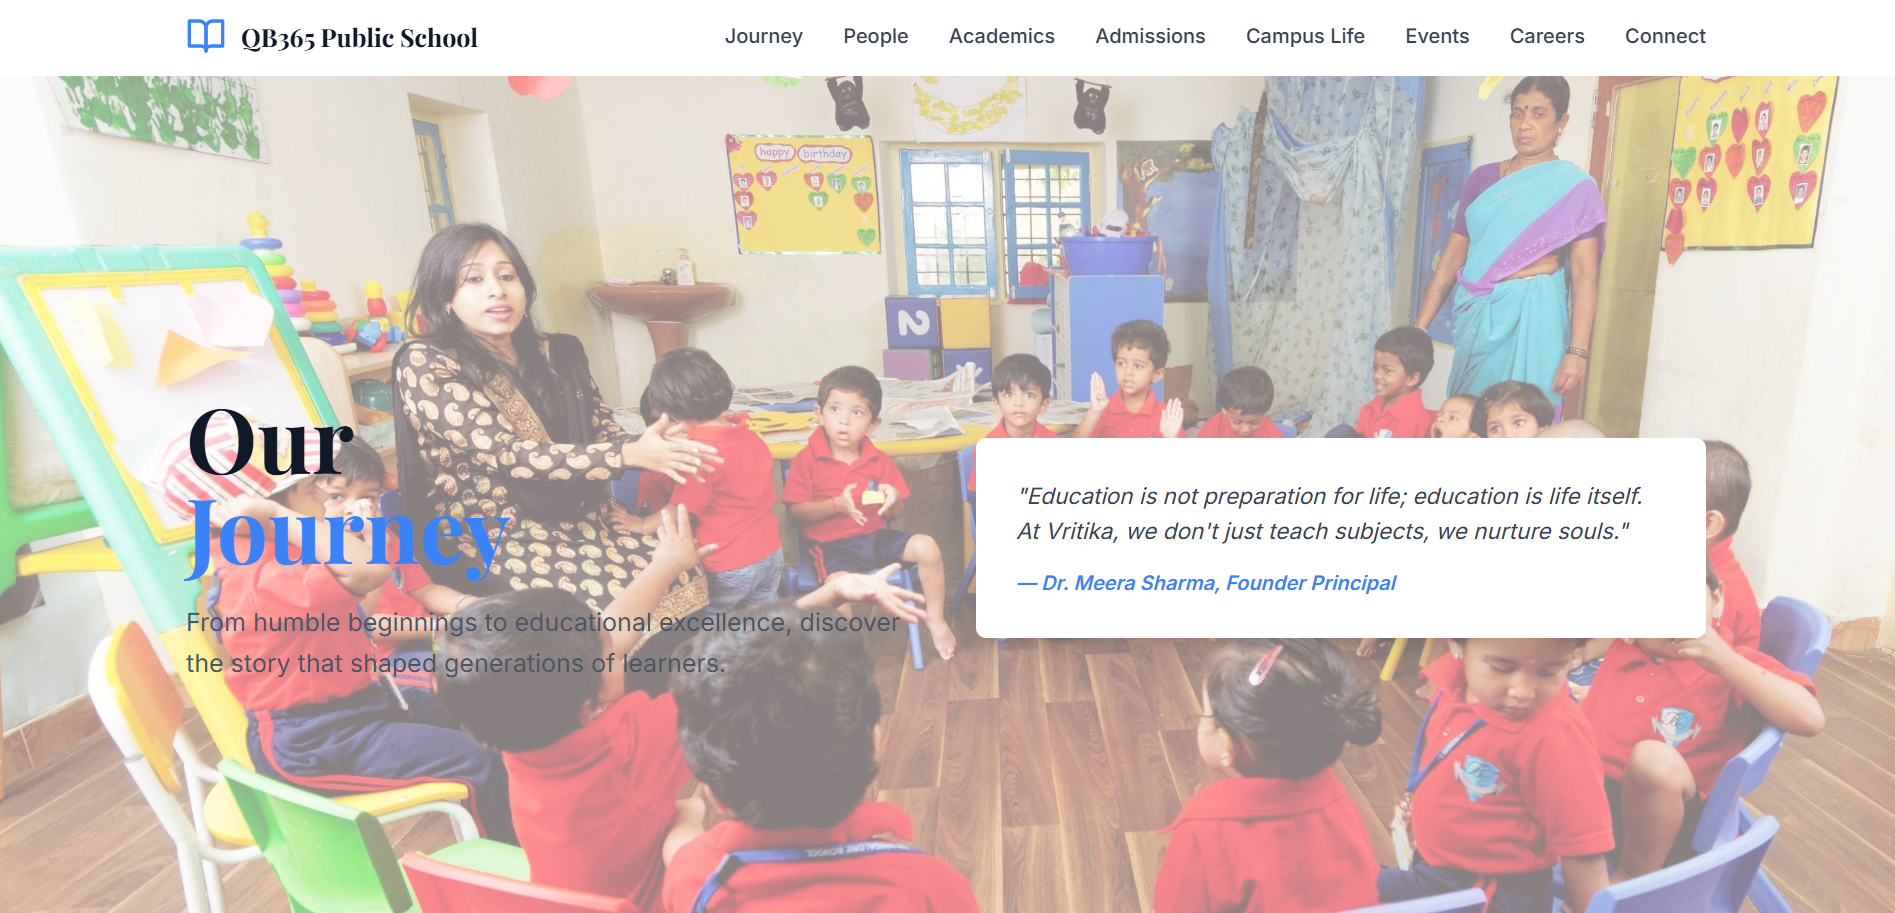 QB365 Public School
Journey People Academics Admissions Campus Life Events Careers Connect
happy birthday
2
Our
Journey
From humble beginnings to educational excellence, discover
the story that shaped generations of learners.
"Education is not preparation for life; education is life itself.
At Vritika, we don't just teach subjects, we nurture souls."
— Dr. Meera Sharma, Founder Principal